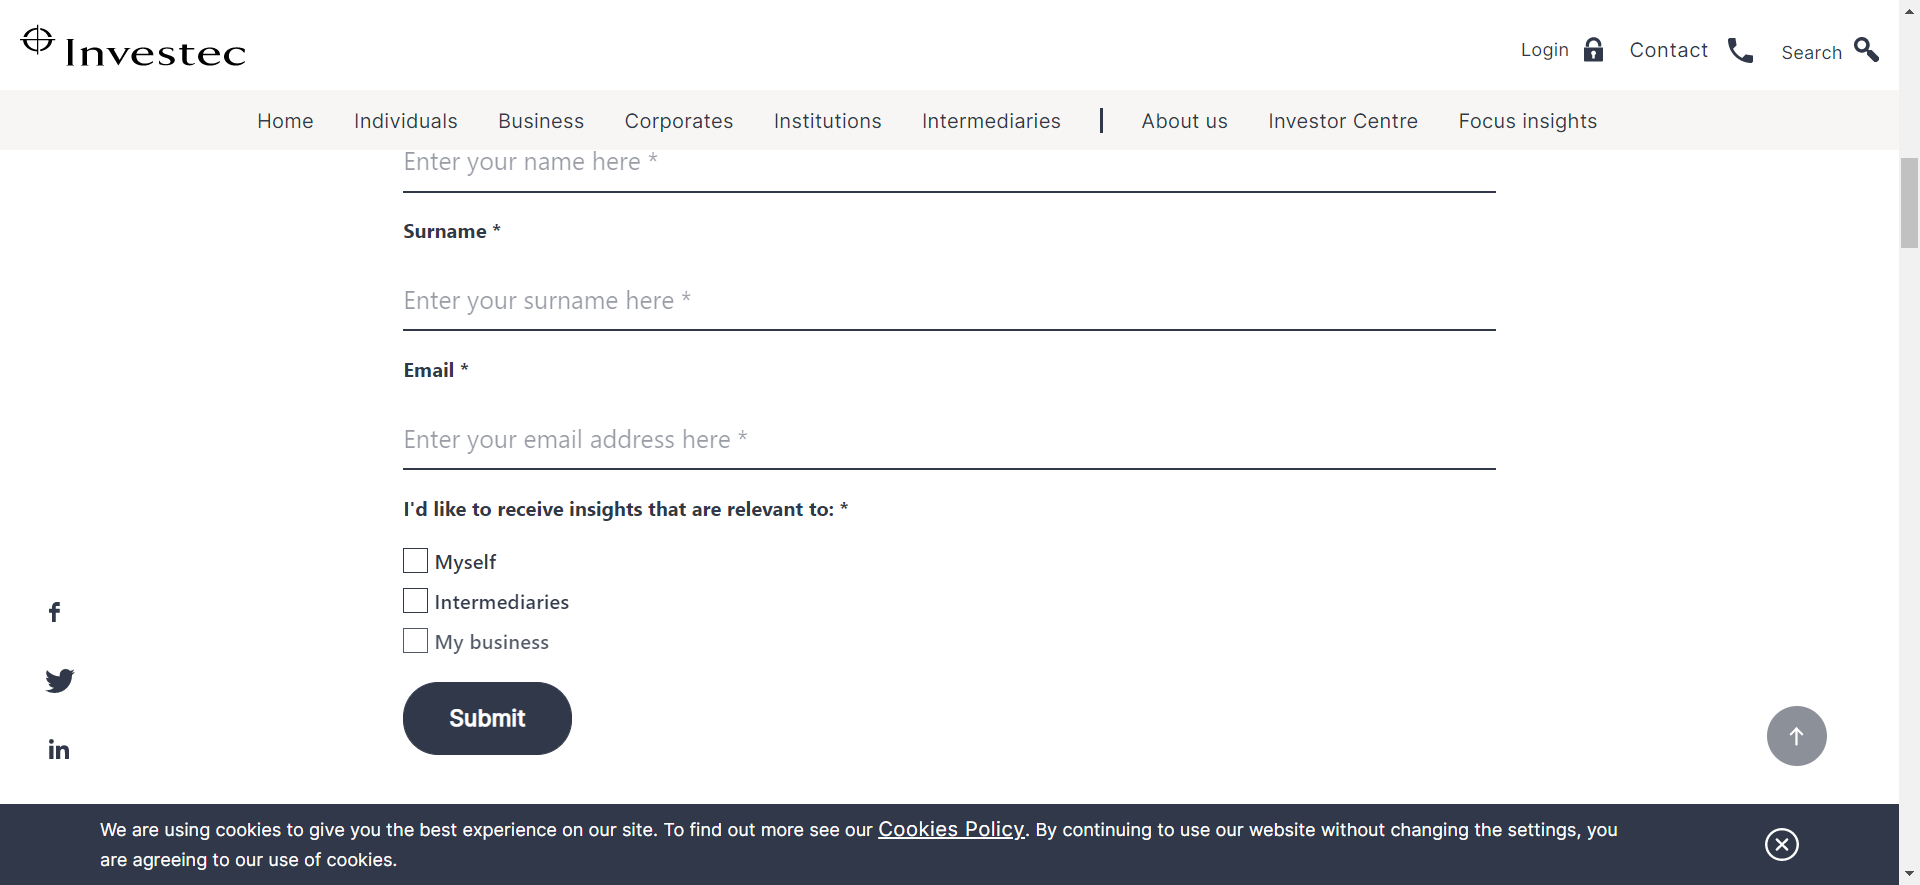 Investec
Login
Contact
Search
Home
Individuals
Business
Corporates
Institutions
Intermediaries
About us
Investor Centre
Focus insights
Enter your name here *
Surname *
Enter your surname here *
Email *
Enter your email address here *
I'd like to receive insights that are relevant to: *
Myself
Intermediaries
My business
Submit
We are using cookies to give you the best experience on our site. To find out more see our Cookies Policy. By continuing to use our website without changing the settings, you
are agreeing to our use of cookies.